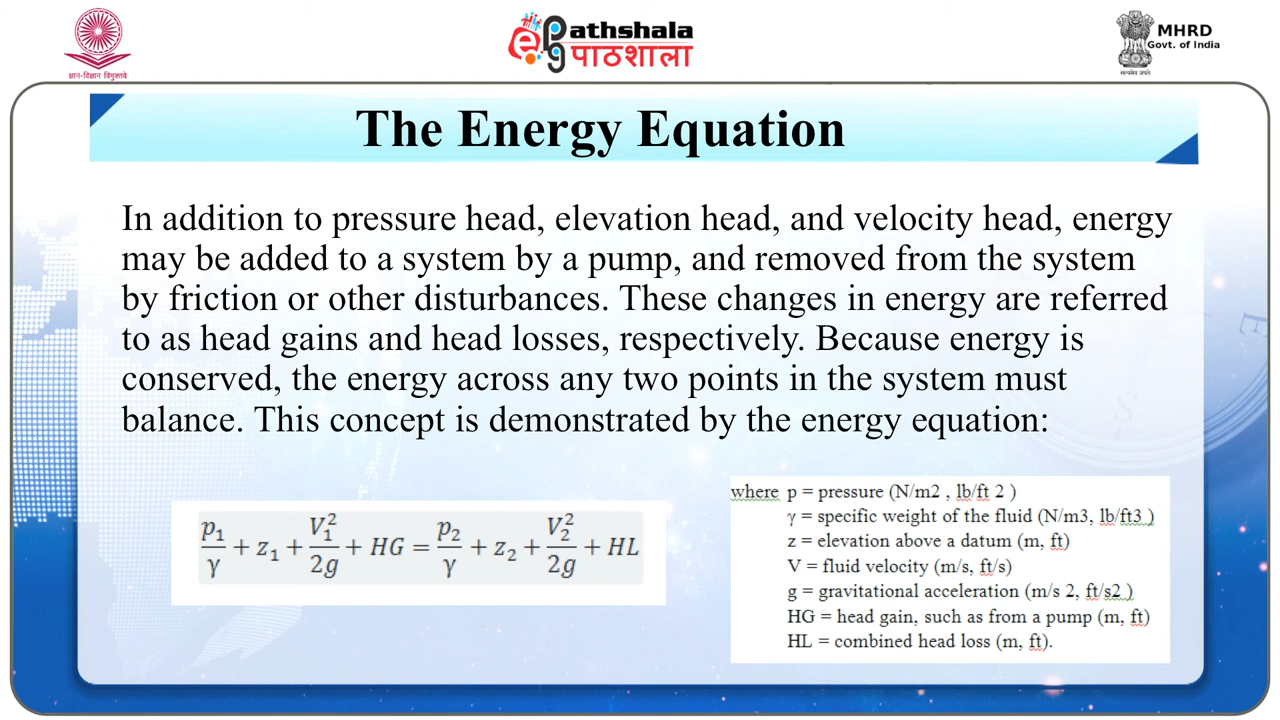 ज्ञान-विज्ञान विमुक्तये
epg Pathshala
पाठशाला
MHRD
Govt. of India
सत्यमेव जयते
The Energy Equation
In addition to pressure head, elevation head, and velocity head, energy
may be added to a system by a pump, and removed from the system
by friction or other disturbances. These changes in energy are referred
to as head gains and head losses, respectively. Because energy is
conserved, the energy across any two points in the system must
balance. This concept is demonstrated by the energy equation:
p₁/γ + z₁ + V₁²/2g + HG = p₂/γ + z₂ + V₂²/2g + HL
where p = pressure (N/m2 , lb/ft 2 )
γ = specific weight of the fluid (N/m3, lb/ft3 )
z = elevation above a datum (m, ft)
V = fluid velocity (m/s, ft/s)
g = gravitational acceleration (m/s 2, ft/s2 )
HG = head gain, such as from a pump (m, ft)
HL = combined head loss (m, ft).
E
S